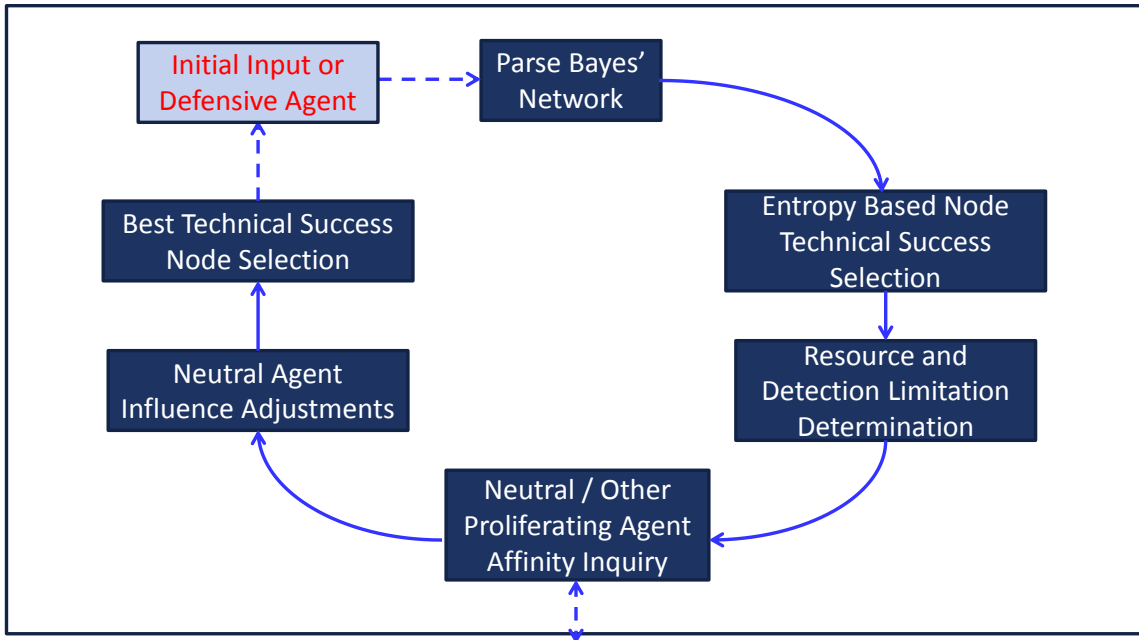 Initial Input or
Defensive Agent
Parse Bayes’
Network
Entropy Based Node
Technical Success
Selection
Resource and
Detection Limitation
Determination
Neutral / Other
Proliferating Agent
Affinity Inquiry
Neutral Agent
Influence Adjustments
Best Technical Success
Node Selection